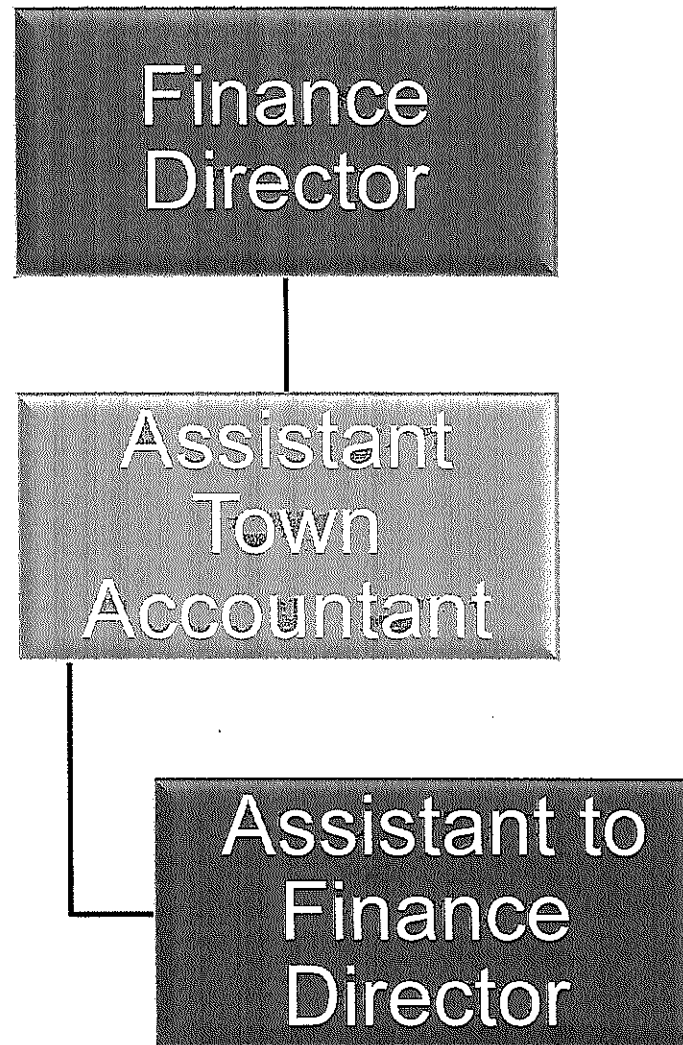 Finance
Director
Assistant
Town
Accountant
Assistant to
Finance
Director